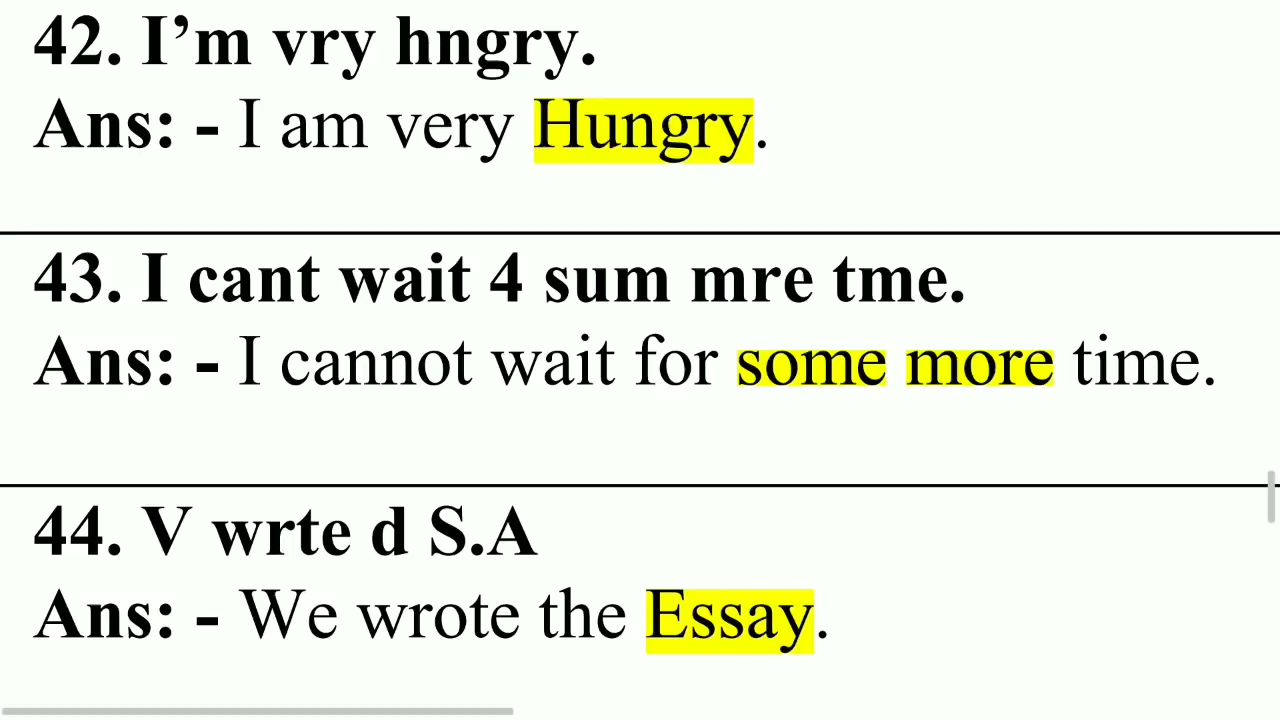 42. I’m vry hngry.
Ans: - I am very Hungry.
43. I cant wait 4 sum mre tme.
Ans: - I cannot wait for some more time.
44. V wrte d S.A
Ans: - We wrote the Essay.